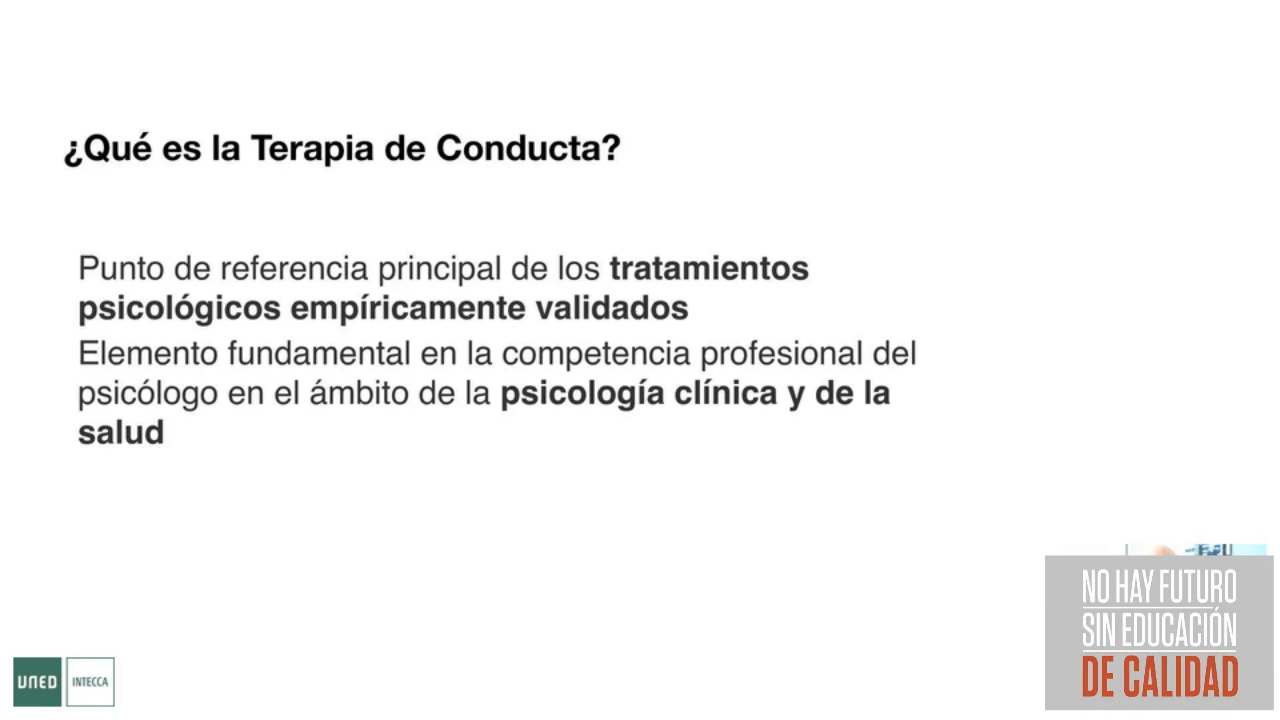 ¿Qué es la Terapia de Conducta?
Punto de referencia principal de los tratamientos
psicológicos empíricamente validados
Elemento fundamental en la competencia profesional del
psicólogo en el ámbito de la psicología clínica y de la
salud
NO HAY FUTURO
SIN EDUCACIÓN
DE CALIDAD
UNED INTECCA